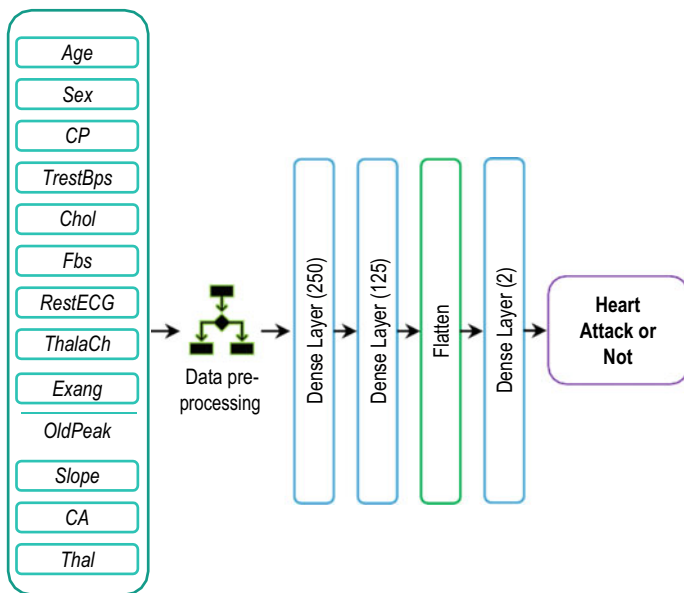 Age
Sex
CP
TrestBps
Chol
Fbs
RestECG
ThalaCh
Exang
OldPeak
Slope
CA
Thal
Data pre-
processing
Dense Layer (250)
Dense Layer (125)
Flatten
Dense Layer (2)
Heart
Attack or
Not